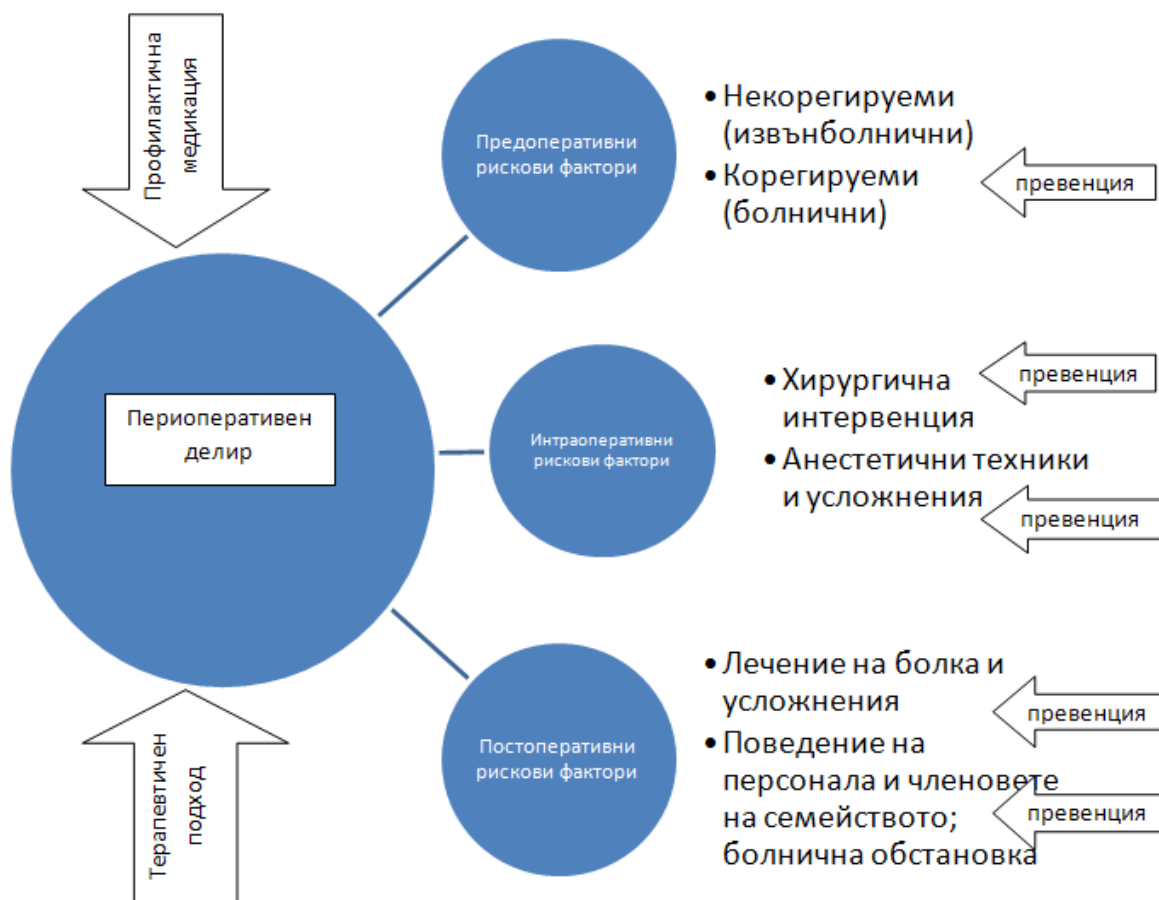 Профилактична
медикация
Предоперативни
рискови фактори
• Некорегируеми
(извънболнични)
• Корегируеми
(болнични)
превенция
Периоперативен
делир
Интраоперативни
рискови фактори
• Хирургична
интервенция
• Анестетични техники
и усложнения
превенция
превенция
Терапевтичен
подход
Постоперативни
рискови фактори
• Лечение на болка и
усложнения
• Поведение на
персонала и членовете
на семейството;
болнична обстановка
превенция
превенция